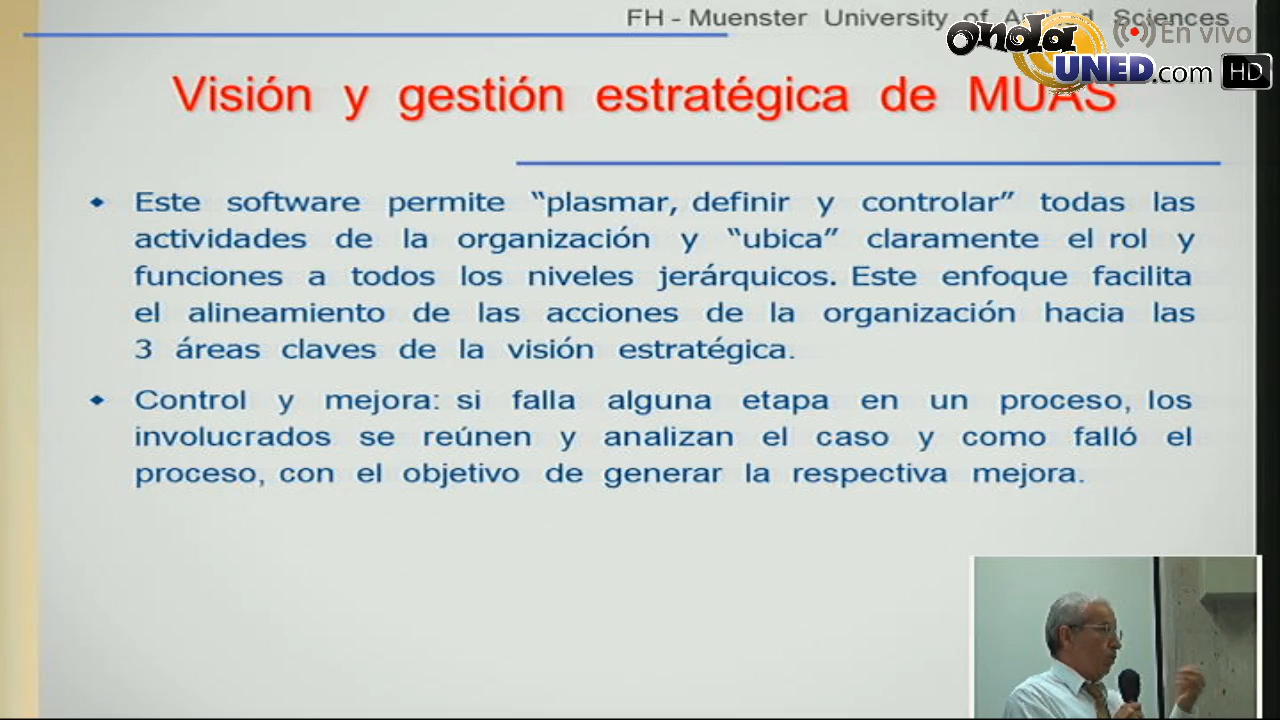 FH - Muenster University of Applied Sciences
En vivo
onda
UNED.com HD
Visión y gestión estratégica de MUAS
Este software permite “plasmar, definir y controlar” todas las
actividades de la organización y “ubica” claramente el rol y
funciones a todos los niveles jerárquicos. Este enfoque facilita
el alineamiento de las acciones de la organización hacia las
3 áreas claves de la visión estratégica.
Control y mejora: si falla alguna etapa en un proceso, los
involucrados se reúnen y analizan el caso y como falló el
proceso, con el objetivo de generar la respectiva mejora.